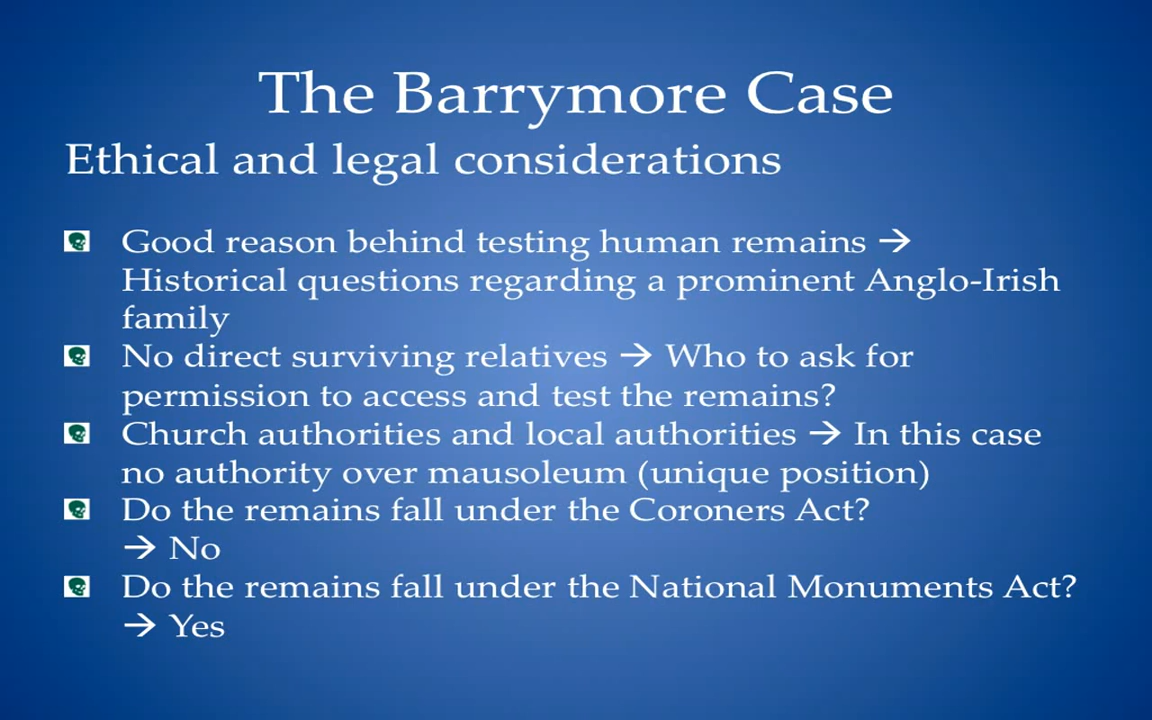 The Barrymore Case
Ethical and legal considerations
Good reason behind testing human remains →
Historical questions regarding a prominent Anglo-Irish
family
No direct surviving relatives → Who to ask for
permission to access and test the remains?
Church authorities and local authorities → In this case
no authority over mausoleum (unique position)
Do the remains fall under the Coroners Act?
→ No
Do the remains fall under the National Monuments Act?
→ Yes